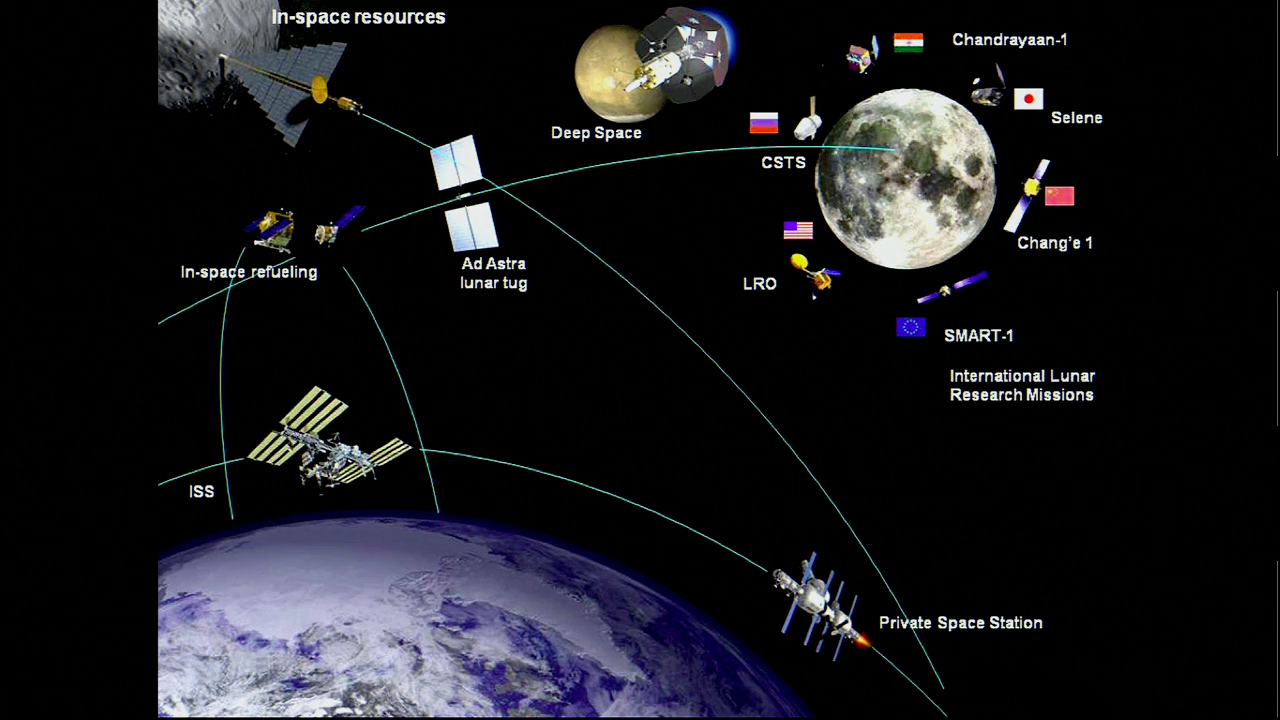 In-space resources
Chandrayaan-1
Selene
Deep Space
CSTS
Chang'e 1
In-space refueling
Ad Astra
lunar tug
LRO
SMART-1
International Lunar
Research Missions
ISS
Private Space Station